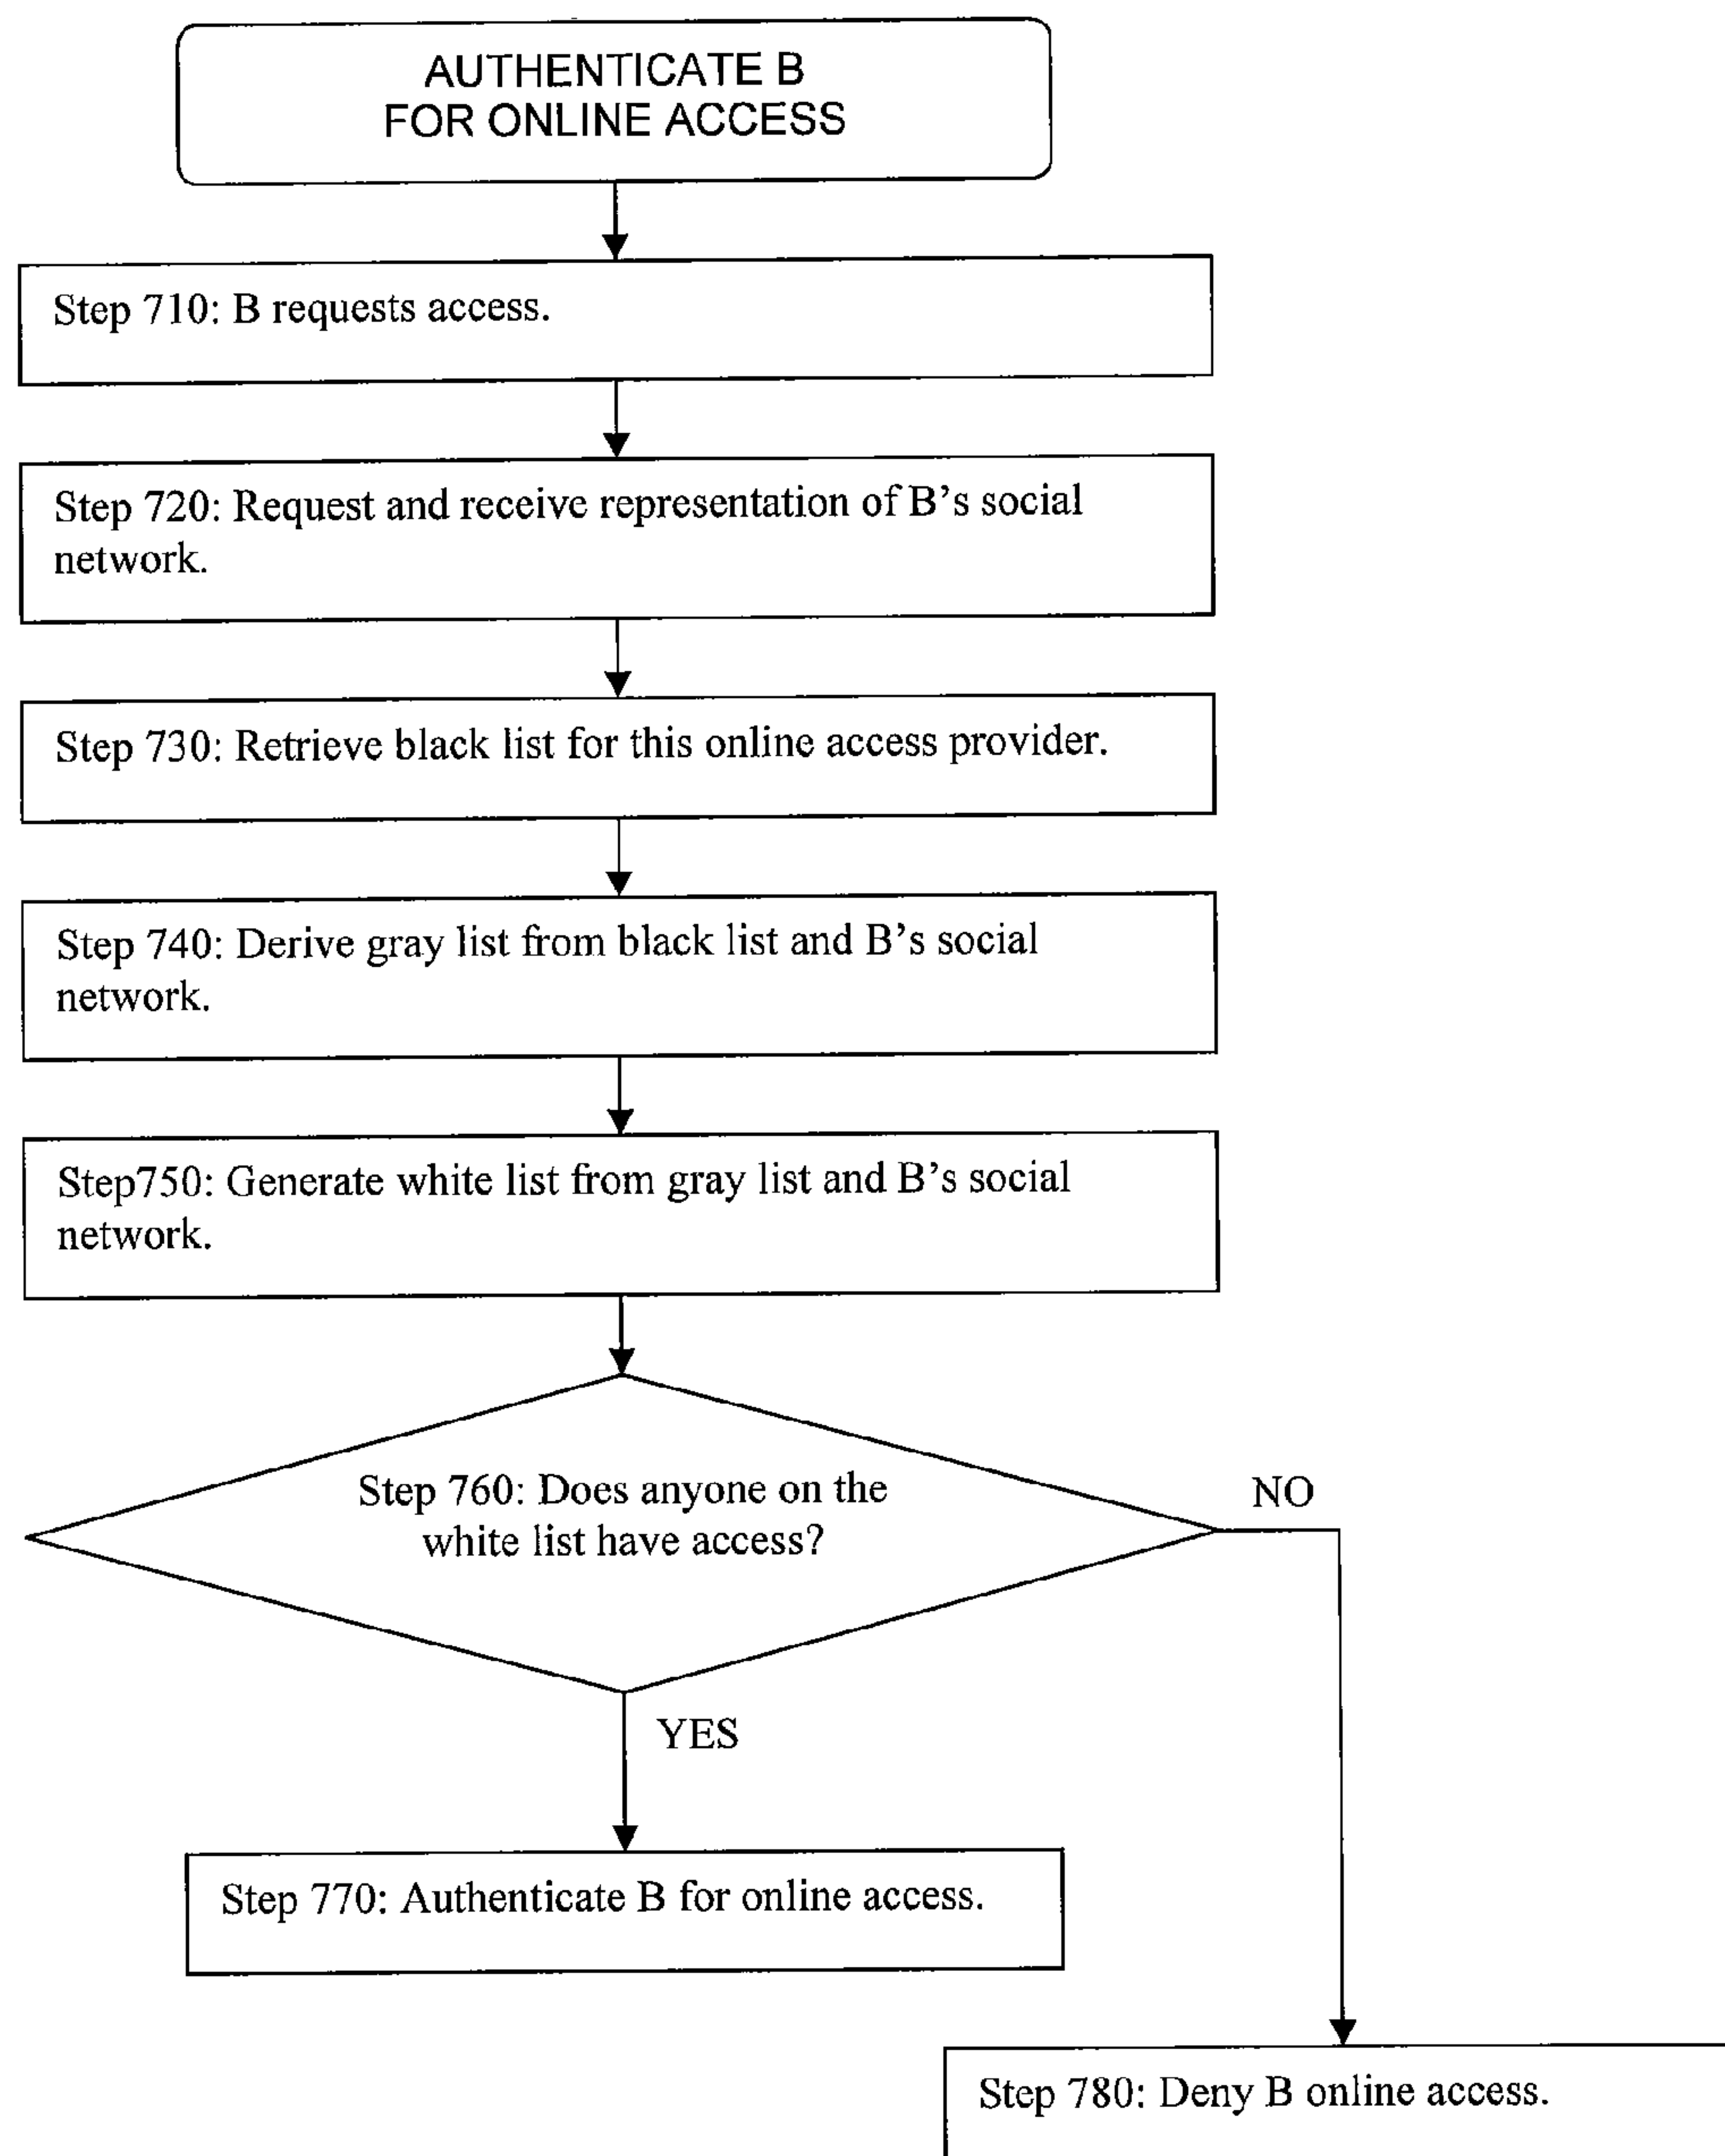 AUTHENTICATE B
FOR ONLINE ACCESS
Step 710: B requests access.
Step 720: Request and receive representation of B's social
network.
Step 730: Retrieve black list for this online access provider.
Step 740: Derive gray list from black list and B's social
network.
Step750: Generate white list from gray list and B's social
network.
Step 760: Does anyone on the
white list have access?
NO
YES
Step 770: Authenticate B for online access.
Step 780: Deny B online access.